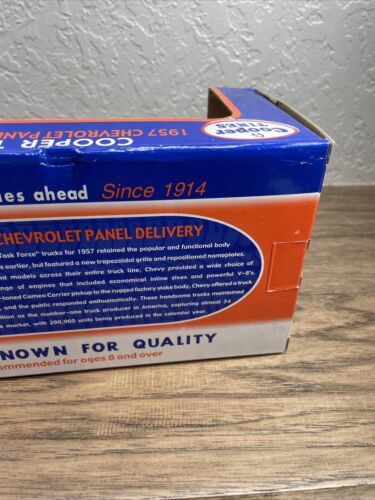 Cooper
TIRES
1957 CHEVROLET PANE
COOPER T
es ahead Since 1914
CHEVROLET PANEL DELIVERY
Task Force" trucks for 1957 retained the popular and functional body
s earlier, but featured a new trapezoidal grille and repositioned nameplates.
nt models across their entire truck line, Chevy provided a wide choice of
nge of engines that included economical inline sixes and powerful V-8's.
-toned Cameo Carrier pickup to the rugged factory stake body, Chevy offered a truck
, and the public responded enthusiastically. These handsome trucks maintained
illion as the number-one truck producer in America, capturing almost 34
market, with 290,960 units being produced in the calendar year.
NOWN FOR QUALITY
commended for ages 8 and over